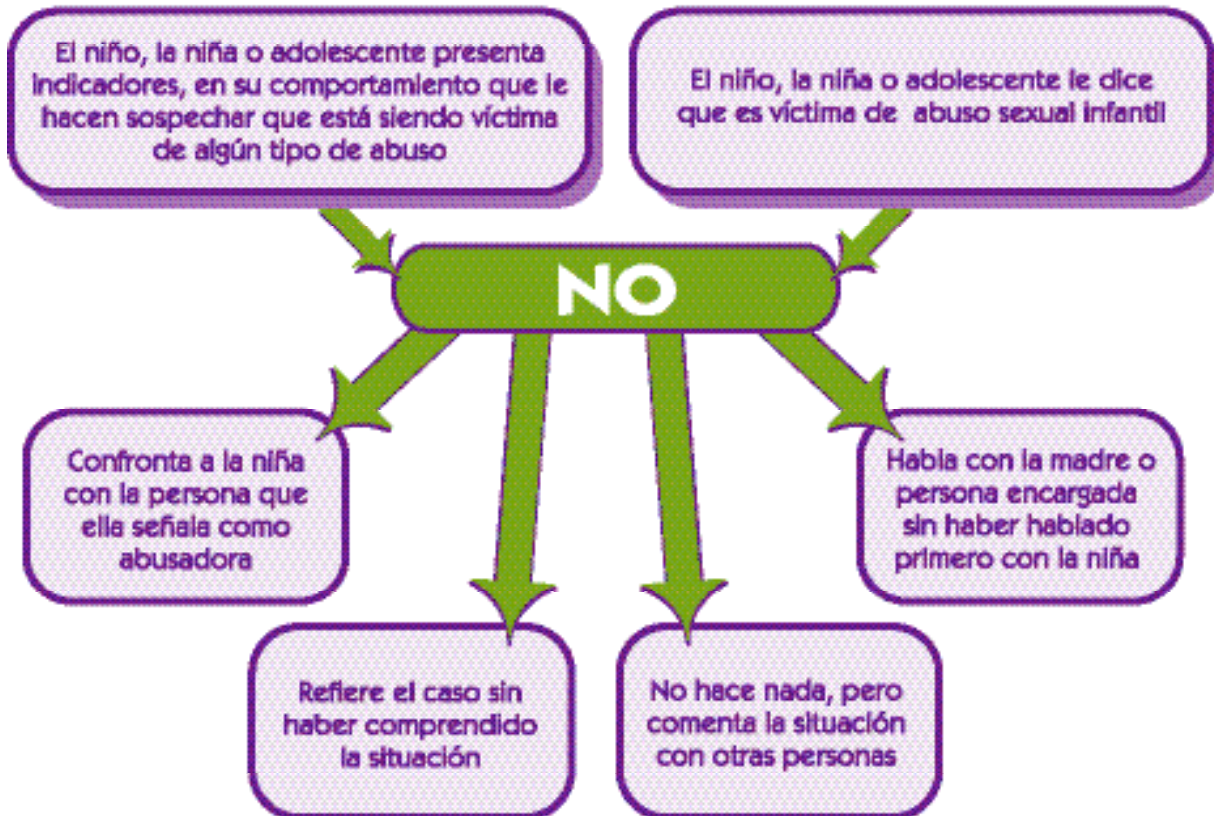 El niño, la niña o adolescente presenta
indicadores, en su comportamiento que le
hacen sospechar que está siendo víctima
de algún tipo de abuso
El niño, la niña o adolescente le dice
que es víctima de abuso sexual infantil
NO
Confronta a la niña
con la persona que
ella señala como
abusadora
Habla con la madre o
persona encargada
sin haber hablado
primero con la niña
Refiere el caso sin
haber comprendido
la situación
No hace nada, pero
comenta la situación
con otras personas